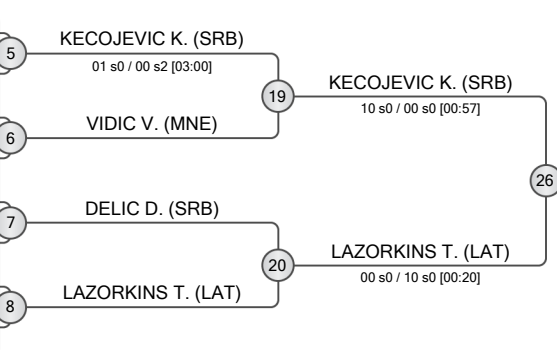 5
KECOJEVIC K. (SRB)
01 s0 / 00 s2 [03:00]
19
KECOJEVIC K. (SRB)
10 s0 / 00 s0 [00:57]
6
VIDIC V. (MNE)
26
7
DELIC D. (SRB)
20
LAZORKINS T. (LAT)
00 s0 / 10 s0 [00:20]
8
LAZORKINS T. (LAT)